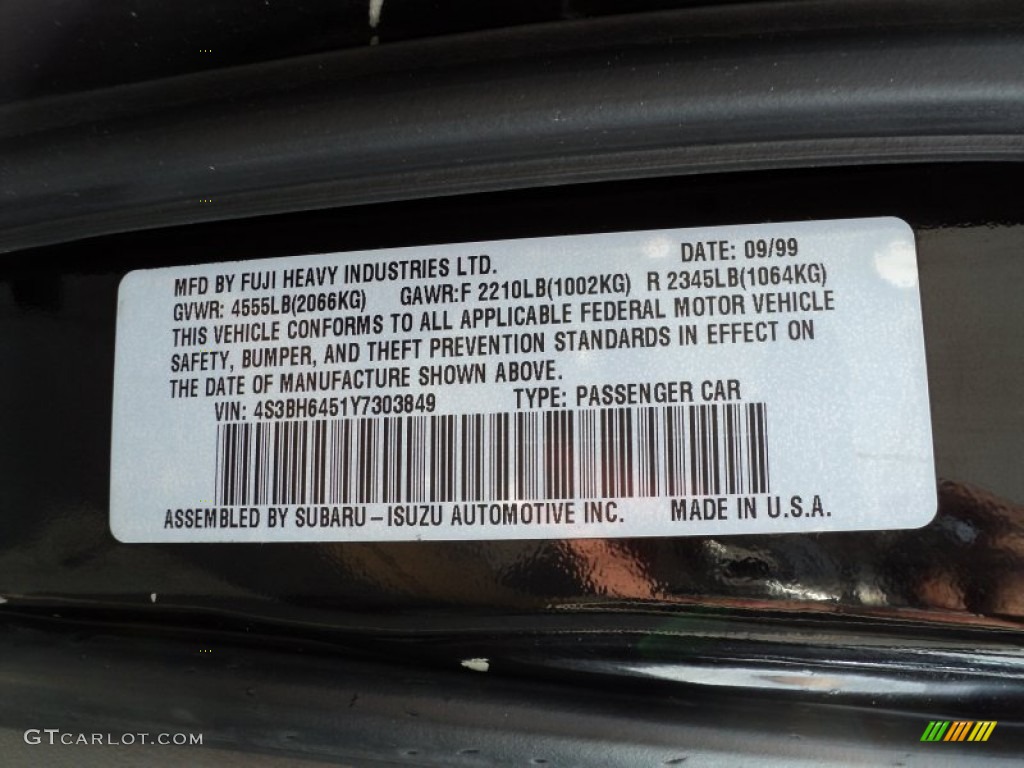 MFD BY FUJI HEAVY INDUSTRIES LTD. DATE: 09/99
GVWR: 4555LB(2066KG) GAWR:F 2210LB(1002KG) R 2345LB(1064KG)
THIS VEHICLE CONFORMS TO ALL APPLICABLE FEDERAL MOTOR VEHICLE
SAFETY, BUMPER, AND THEFT PREVENTION STANDARDS IN EFFECT ON
THE DATE OF MANUFACTURE SHOWN ABOVE.
VIN: 4S3BH6451Y7303849 TYPE: PASSENGER CAR
ASSEMBLED BY SUBARU-ISUZU AUTOMOTIVE INC. MADE IN U.S.A.
GTCARLOT.COM